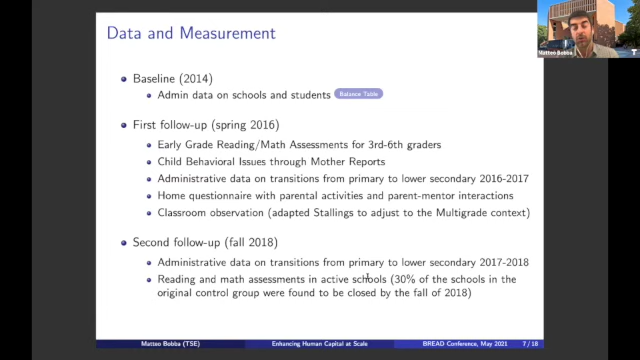 Data and Measurement
Baseline (2014)
Admin data on schools and students Balance Table
First follow-up (spring 2016)
Early Grade Reading/Math Assessments for 3rd-6th graders
Child Behavioral Issues through Mother Reports
Administrative data on transitions from primary to lower secondary 2016-2017
Home questionnaire with parental activities and parent-mentor interactions
Classroom observation (adapted Stallings to adjust to the Multigrade context)
Second follow-up (fall 2018)
Administrative data on transitions from primary to lower secondary 2017-2018
Reading and math assessments in active schools (30% of the schools in the
original control group were found to be closed by the fall of 2018)
Matteo Bobba (TSE) Enhancing Human Capital at Scale BREAD Conference, May 2021 7 / 18
Matteo Bobba